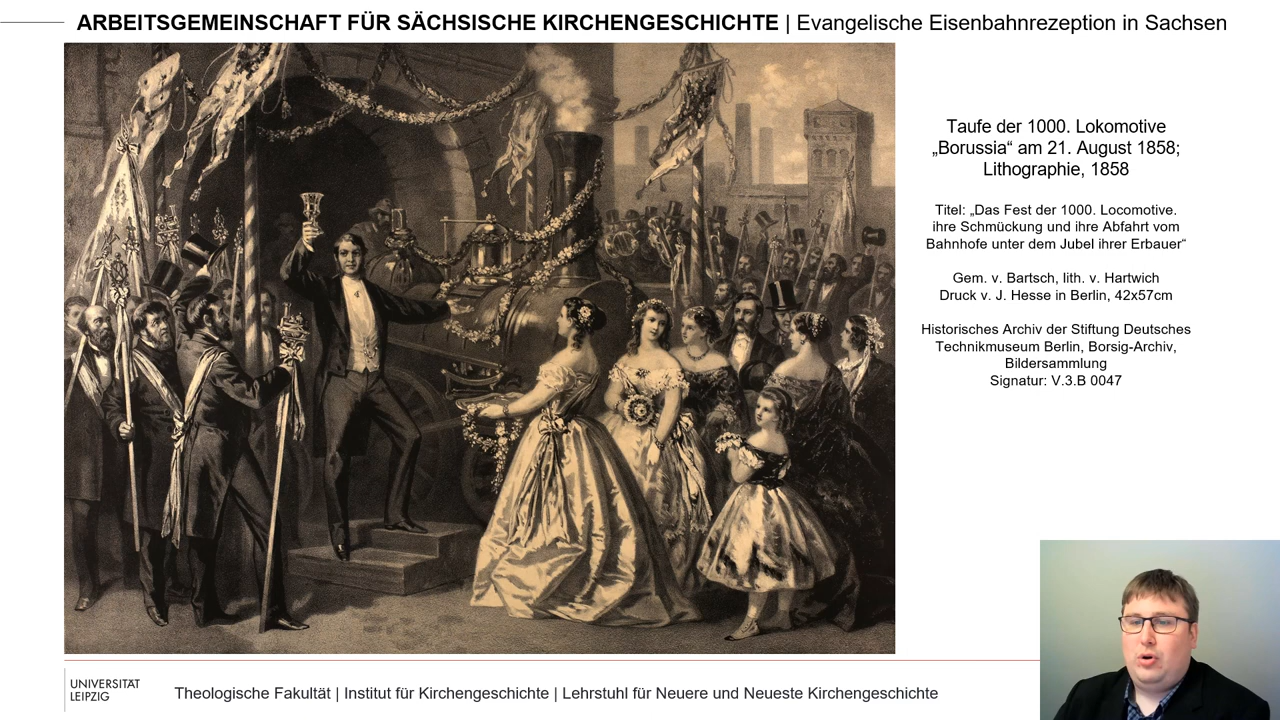 ARBEITSGEMEINSCHAFT FÜR SÄCHSISCHE KIRCHENGESCHICHTE | Evangelische Eisenbahnrezeption in Sachsen
Taufe der 1000. Lokomotive
„Borussia“ am 21. August 1858;
Lithographie, 1858
Titel: „Das Fest der 1000. Locomotive.
ihre Schmückung und ihre Abfahrt vom
Bahnhofe unter dem Jubel ihrer Erbauer“
Gem. v. Bartsch, lith. v. Hartwich
Druck v. J. Hesse in Berlin, 42x57cm
Historisches Archiv der Stiftung Deutsches
Technikmuseum Berlin, Borsig-Archiv,
Bildersammlung
Signatur: V.3.B 0047
UNIVERSITÄT
LEIPZIG
Theologische Fakultät | Institut für Kirchengeschichte | Lehrstuhl für Neuere und Neueste Kirchengeschichte